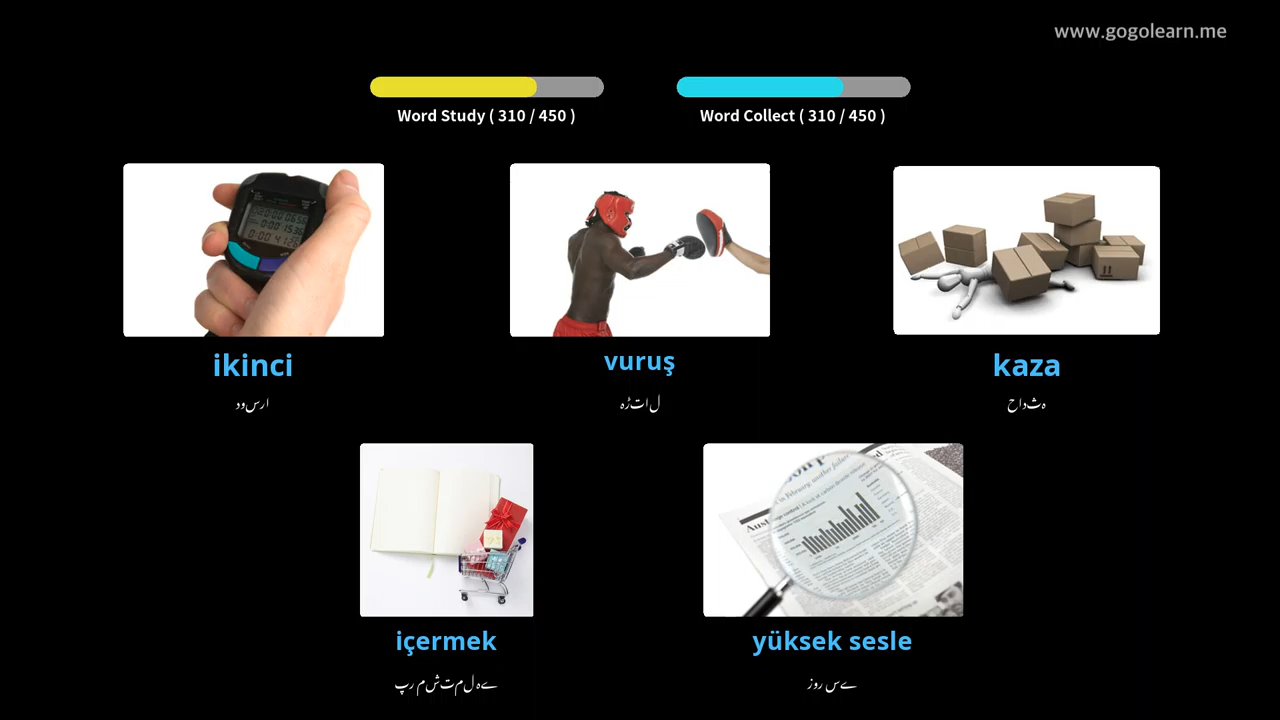 www.gogolearn.me
Word Study ( 310 / 450 )
Word Collect ( 310 / 450 )
ikinci
vuruş
kaza
دوسرا
ہڑتال
حادثہ
içermek
yüksek sesle
پر مشتمل ہے
زور سے